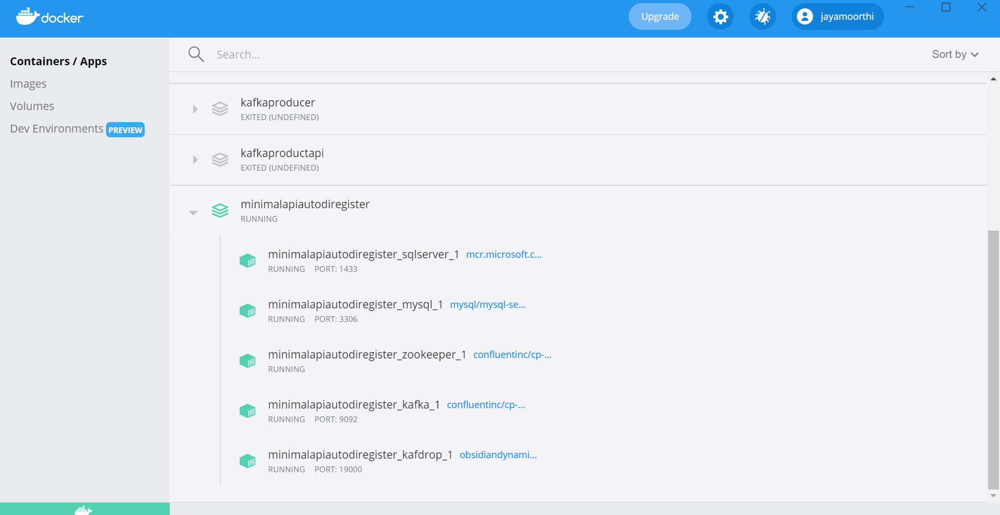 docker
Upgrade
jayamoorthi
Containers / Apps
Images
Volumes
Dev Environments PREVIEW
Search...
Sort by
kafkaproducer
EXITED (UNDEFINED)
kafkaproductapi
EXITED (UNDEFINED)
minimalapiautodiregister
RUNNING
minimalapiautodiregister_sqlserver_1 mcr.microsoft.c...
RUNNING PORT: 1433
minimalapiautodiregister_mysql_1 mysql/mysql-se...
RUNNING PORT: 3306
minimalapiautodiregister_zookeeper_1 confluentinc/cp-...
RUNNING
minimalapiautodiregister_kafka_1 confluentinc/cp-...
RUNNING PORT: 9092
minimalapiautodiregister_kafdrop_1 obsidiandynami...
RUNNING PORT: 19000